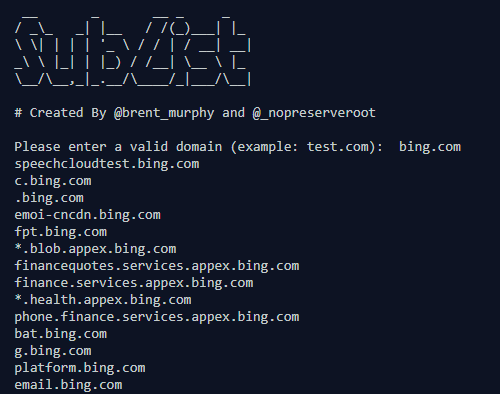 SubList
# Created By @brent_murphy and @_nopreserveroot
Please enter a valid domain (example: test.com):  bing.com
speechcloudtest.bing.com
c.bing.com
.bing.com
emoi-cncdn.bing.com
fpt.bing.com
*.blob.appex.bing.com
financequotes.services.appex.bing.com
finance.services.appex.bing.com
*.health.appex.bing.com
phone.finance.services.appex.bing.com
bat.bing.com
g.bing.com
platform.bing.com
email.bing.com